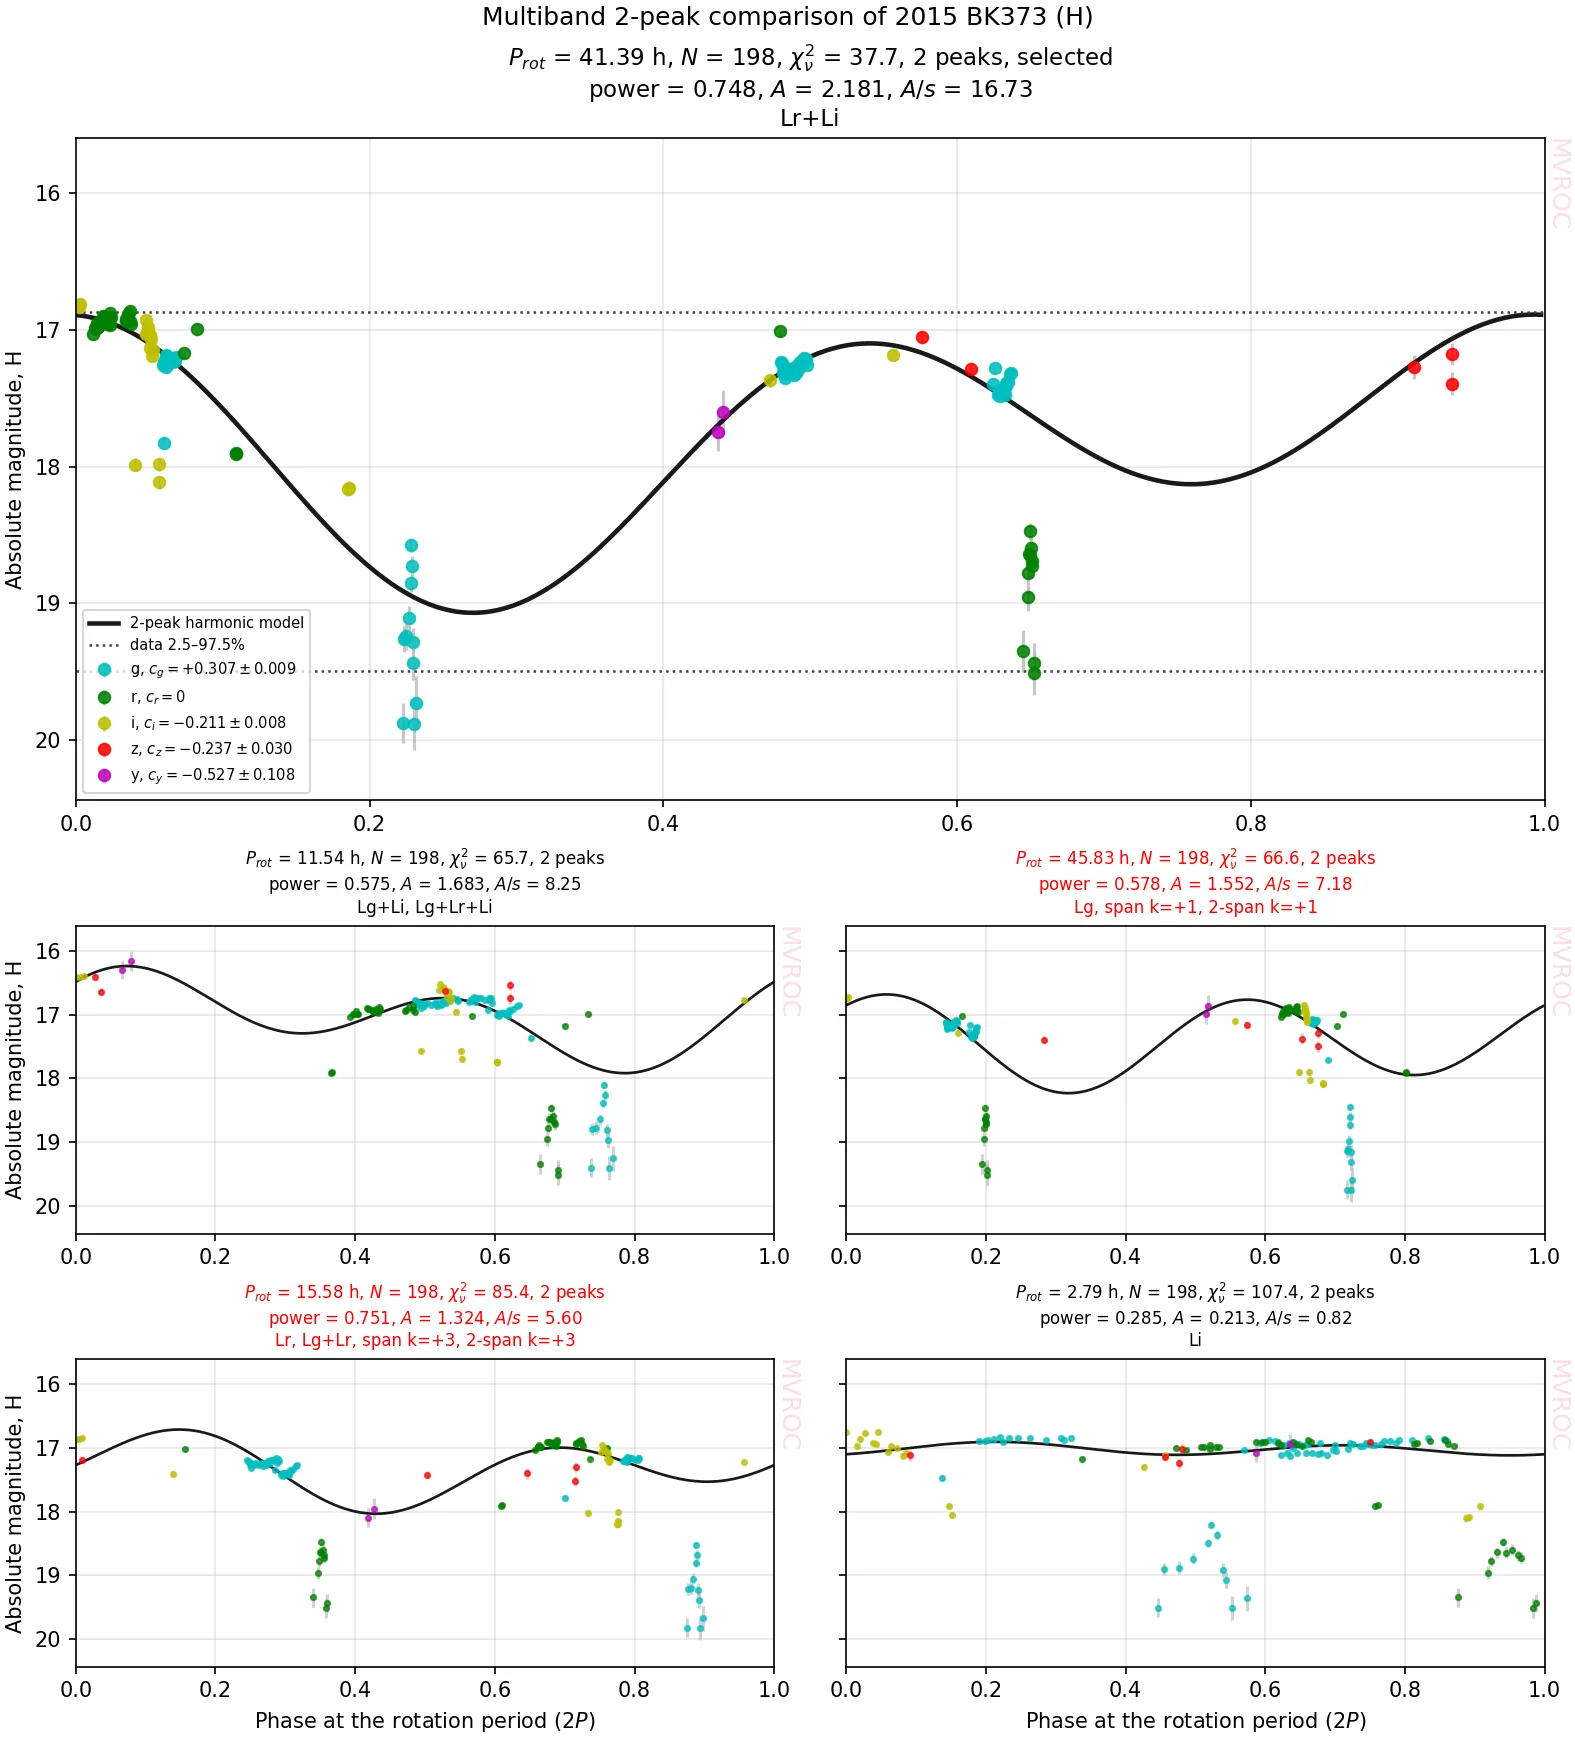 Multiband 2-peak comparison of 2015 BK373 (H)
P_rot = 41.39 h, N = 198, χ²_ν = 37.7, 2 peaks, selected
power = 0.748, A = 2.181, A/s = 16.73
Lr+Li
MVROC
Absolute magnitude, H
16
17
18
19
20
2-peak harmonic model
data 2.5–97.5%
g, c_g = +0.307 ± 0.009
r, c_r = 0
i, c_i = −0.211 ± 0.008
z, c_z = −0.237 ± 0.030
y, c_y = −0.527 ± 0.108
0.0 0.2 0.4 0.6 0.8 1.0
P_rot = 11.54 h, N = 198, χ²_ν = 65.7, 2 peaks
power = 0.575, A = 1.683, A/s = 8.25
Lg+Li, Lg+Lr+Li
MVROC
Absolute magnitude, H
16
17
18
19
20
0.0 0.2 0.4 0.6 0.8 1.0
P_rot = 45.83 h, N = 198, χ²_ν = 66.6, 2 peaks
power = 0.578, A = 1.552, A/s = 7.18
Lg, span k=+1, 2-span k=+1
MVROC
0.0 0.2 0.4 0.6 0.8 1.0
P_rot = 15.58 h, N = 198, χ²_ν = 85.4, 2 peaks
power = 0.751, A = 1.324, A/s = 5.60
Lr, Lg+Lr, span k=+3, 2-span k=+3
MVROC
Absolute magnitude, H
16
17
18
19
20
0.0 0.2 0.4 0.6 0.8 1.0
Phase at the rotation period (2P)
P_rot = 2.79 h, N = 198, χ²_ν = 107.4, 2 peaks
power = 0.285, A = 0.213, A/s = 0.82
Li
MVROC
0.0 0.2 0.4 0.6 0.8 1.0
Phase at the rotation period (2P)